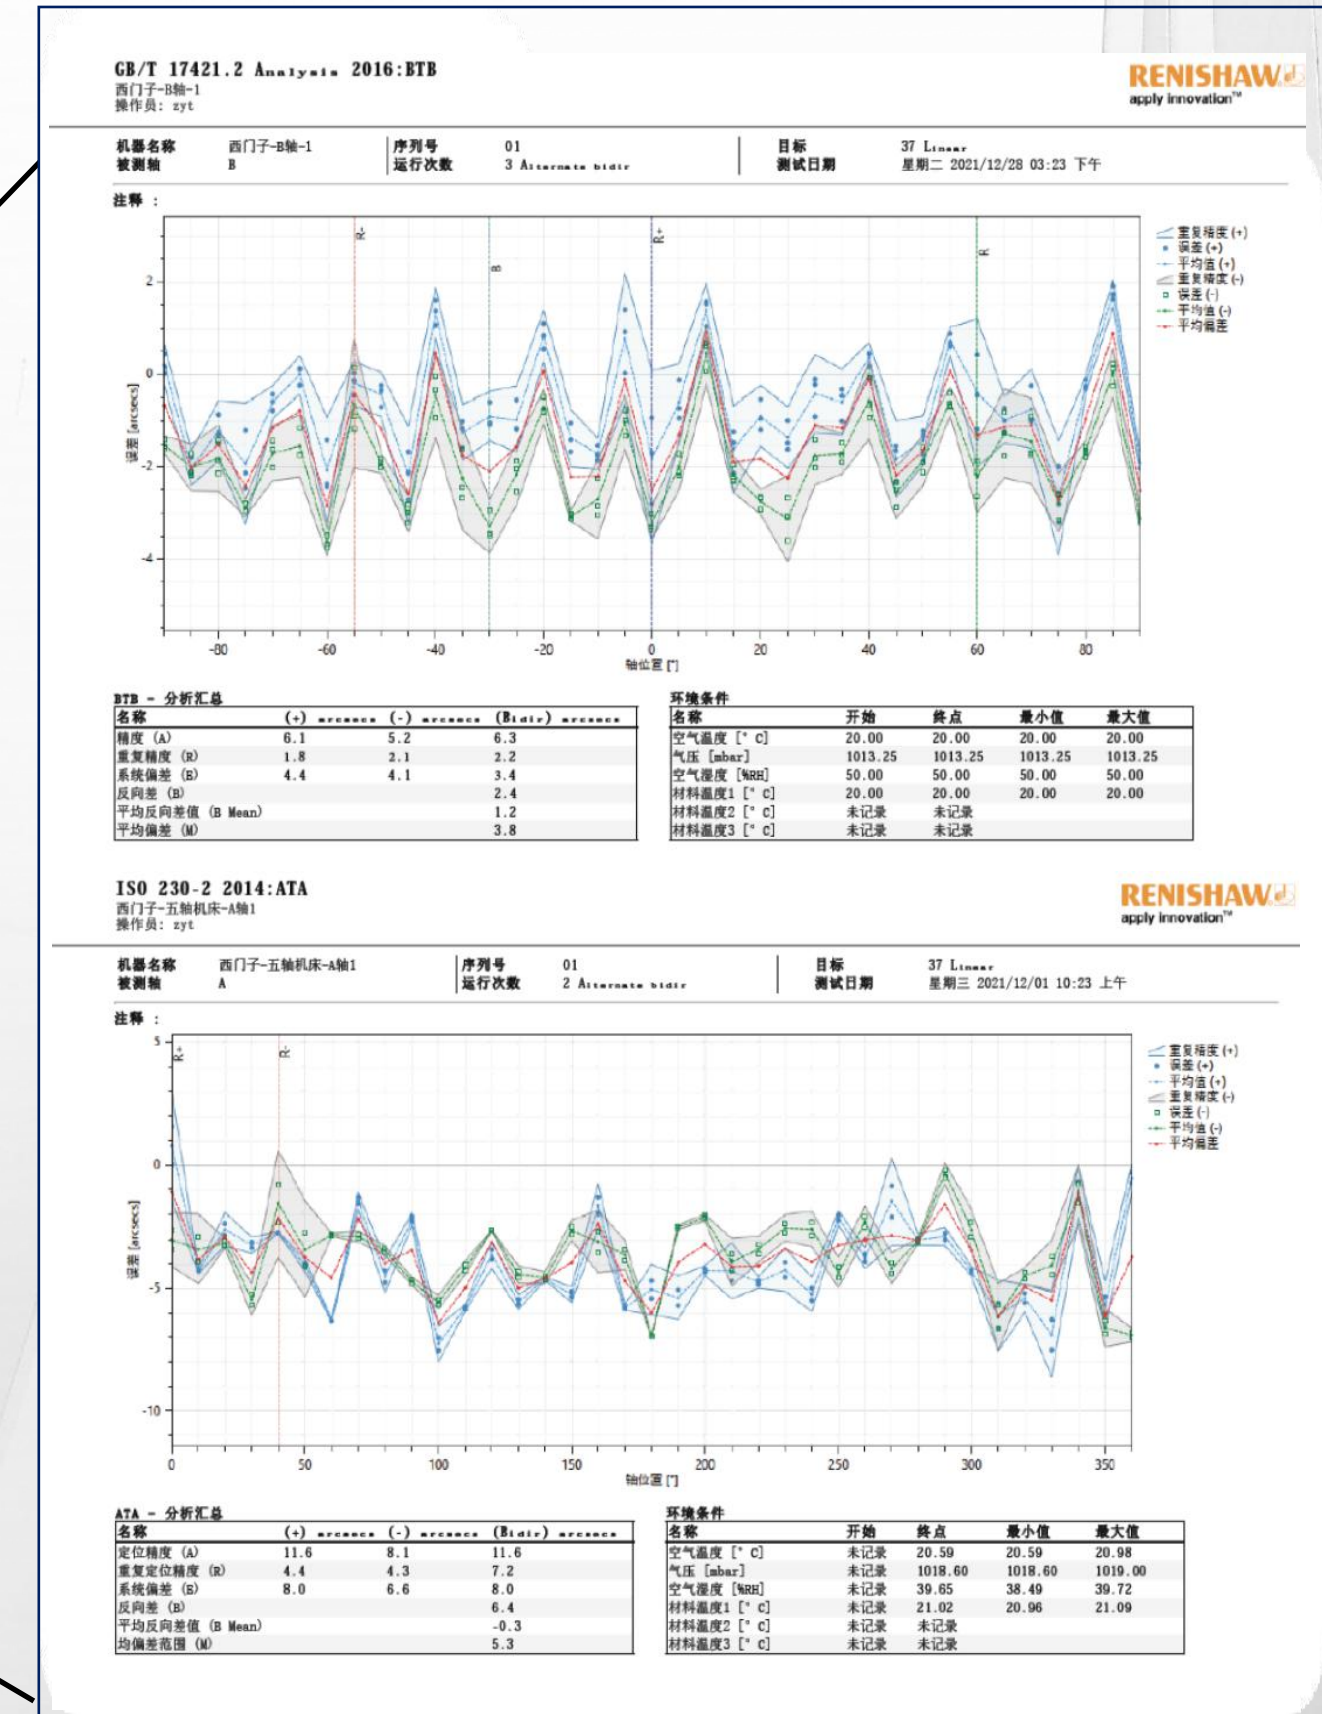 GB/T 17421.2 Analysis 2016:BTB
西门子-B轴-1
操作员: zyt
RENISHAW
apply innovation™
机器名称 西门子-B轴-1 序列号 01 目标 37 Linear
被测轴 B 运行次数 3 Alternate bidir 测试日期 星期二 2021/12/28 03:23 下午
注释 :
R- B R+ R
重复精度(+)
误差(+)
平均值(+)
重复精度(-)
误差(-)
平均值(-)
平均偏差
2
0
-2
-4
误差 [arcsecs]
-80 -60 -40 -20 0 20 40 60 80
轴位置 [°]
BTB - 分析汇总
名称 (+) arcsecs (-) arcsecs (Bidir) arcsecs
精度 (A) 6.1 5.2 6.3
重复精度 (R) 1.8 2.1 2.2
系统偏差 (E) 4.4 4.1 3.4
反向差 (B) 2.4
平均反向差值 (B Mean) 1.2
平均偏差 (M) 3.8
环境条件
名称 开始 终点 最小值 最大值
空气温度 [° C] 20.00 20.00 20.00 20.00
气压 [mbar] 1013.25 1013.25 1013.25 1013.25
空气湿度 [%RH] 50.00 50.00 50.00 50.00
材料温度1 [° C] 20.00 20.00 20.00 20.00
材料温度2 [° C] 未记录 未记录
材料温度3 [° C] 未记录 未记录
ISO 230-2 2014:ATA
西门子-五轴机床-A轴1
操作员: zyt
RENISHAW
apply innovation™
机器名称 西门子-五轴机床-A轴1 序列号 01 目标 37 Linear
被测轴 A 运行次数 2 Alternate bidir 测试日期 星期三 2021/12/01 10:23 上午
注释 :
R+ R-
重复精度(+)
误差(+)
平均值(+)
重复精度(-)
误差(-)
平均值(-)
平均偏差
5
0
-5
-10
误差 [arcsecs]
0 50 100 150 200 250 300 350
轴位置 [°]
ATA - 分析汇总
名称 (+) arcsecs (-) arcsecs (Bidir) arcsecs
定位精度 (A) 11.6 8.1 11.6
重复定位精度 (R) 4.4 4.3 7.2
系统偏差 (E) 8.0 6.6 8.0
反向差 (B) 6.4
平均反向差值 (B Mean) -0.3
均偏差范围 (M) 5.3
环境条件
名称 开始 终点 最小值 最大值
空气温度 [° C] 未记录 20.59 20.59 20.98
气压 [mbar] 未记录 1018.60 1018.60 1019.00
空气湿度 [%RH] 未记录 39.65 38.49 39.72
材料温度1 [° C] 未记录 21.02 20.96 21.09
材料温度2 [° C] 未记录 未记录
材料温度3 [° C] 未记录 未记录